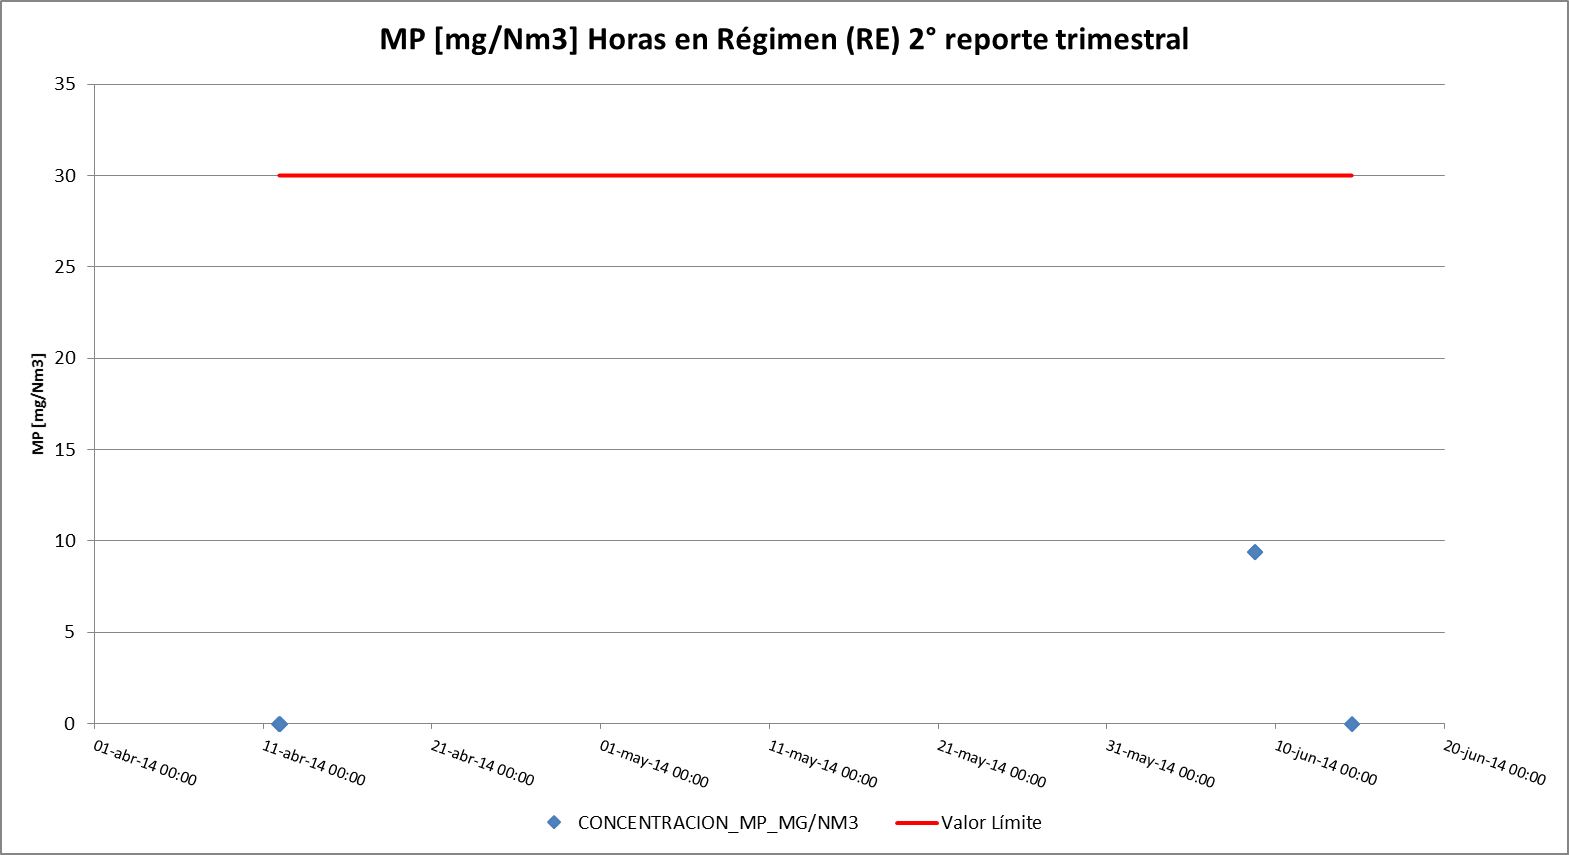 MP [mg/Nm3] Horas en Régimen (RE) 2° reporte trimestral
35
30
25
20
15
10
5
0
MP [mg/Nm3]
01-abr-14 00:00
11-abr-14 00:00
21-abr-14 00:00
01-may-14 00:00
11-may-14 00:00
21-may-14 00:00
31-may-14 00:00
10-jun-14 00:00
20-jun-14 00:00
CONCENTRACION_MP_MG/NM3
Valor Límite